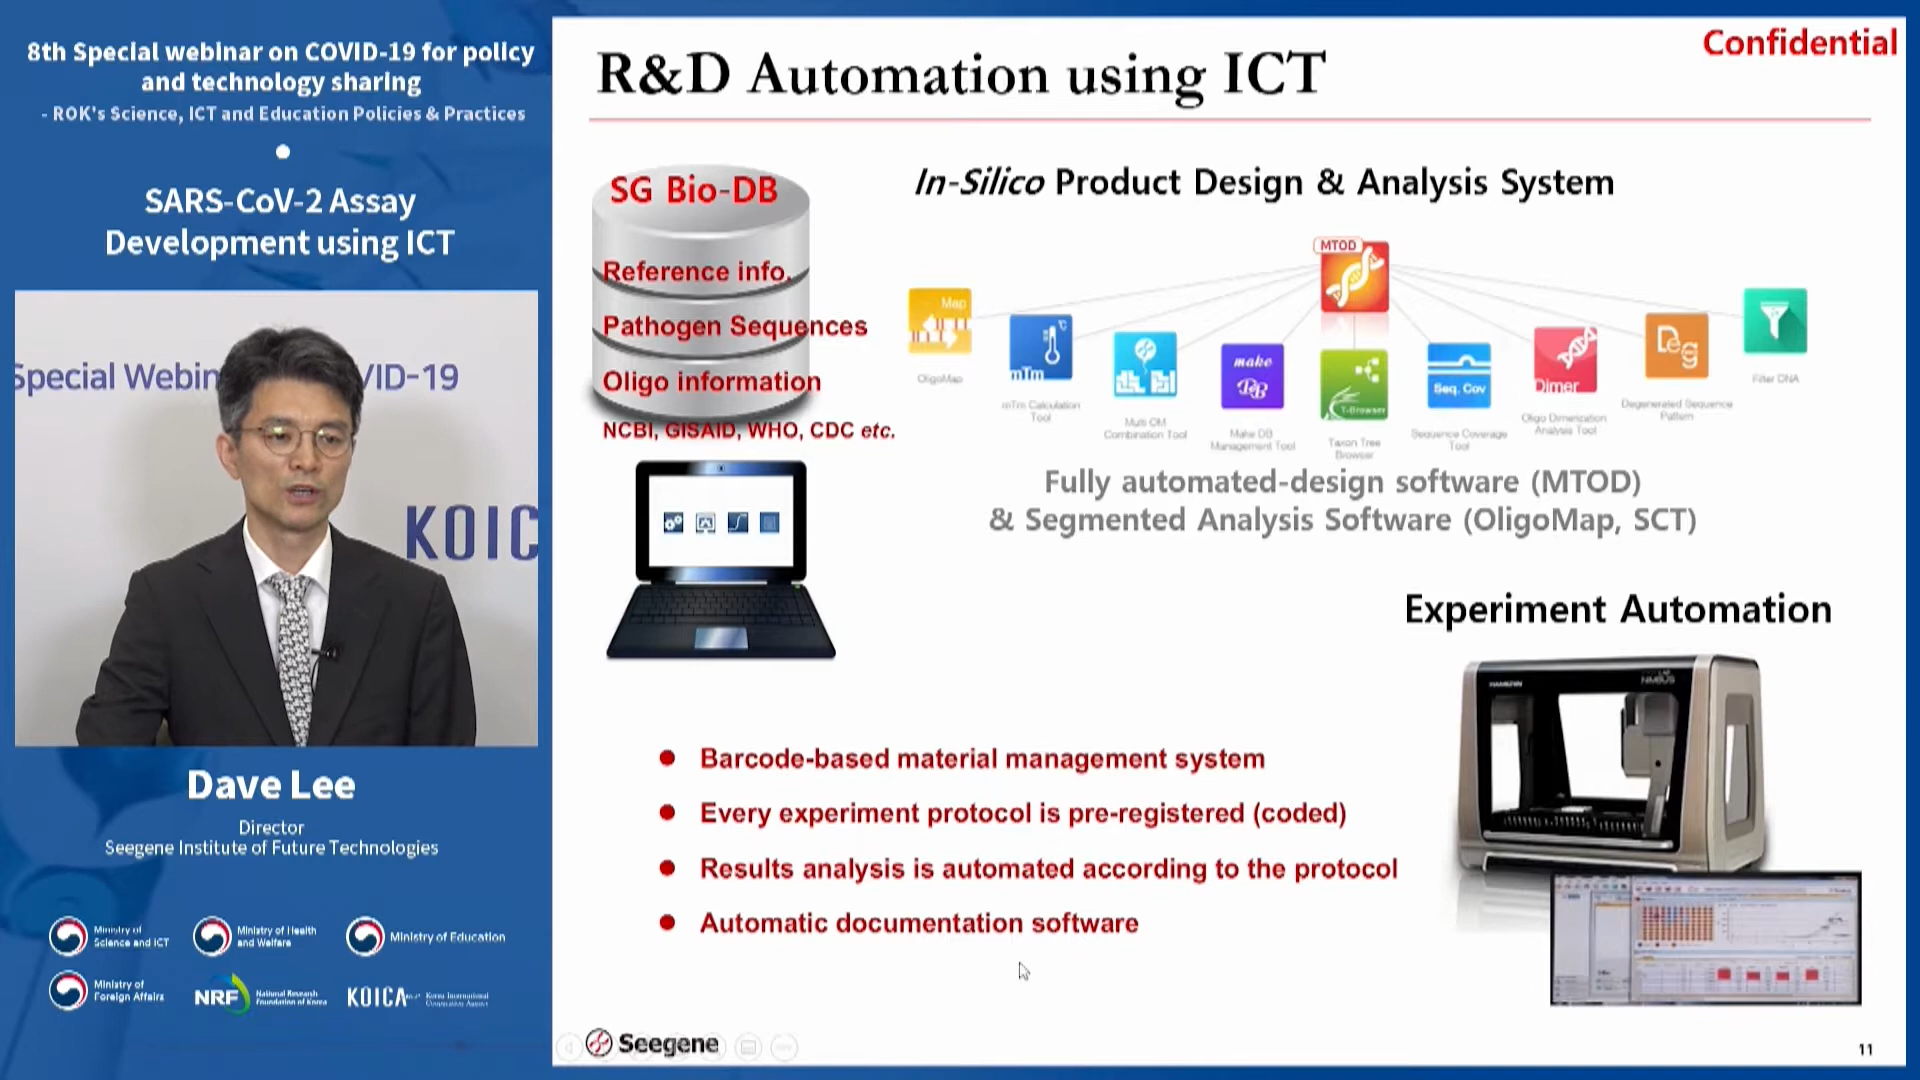 8th Special webinar on COVID-19 for policy
and technology sharing
- ROK's Science, ICT and Education Policies & Practices
SARS-CoV-2 Assay
Development using ICT
Special Webin
VID-19
KOIC
Dave Lee
Director
Seegene Institute of Future Technologies
Ministry of
Science and ICT
Ministry of Health
and Welfare
Ministry of Education
Ministry of
Foreign Affairs
NRF
National Research
Foundation of Korea
KOICA
Korea International
Cooperation Agency
Confidential
R&D Automation using ICT
SG Bio-DB
Reference info.
Pathogen Sequences
Oligo information
NCBI, GISAID, WHO, CDC etc.
In-Silico Product Design & Analysis System
MTOD
Map
OligoMap
°C
mTm
mTm Calculation
Tool
Multi OM
Combination Tool
make
DB
Make DB
Management Tool
T-Browser
Taxon Tree
Browser
Seq. Cov
Sequence Coverage
Tool
Dimer
Oligo Dimerization
Analysis Tool
Deg
Degenerated Sequence
Pattern
Filter DNA
Fully automated-design software (MTOD)
& Segmented Analysis Software (OligoMap, SCT)
Experiment Automation
HAMILTON
NIMBUS
● Barcode-based material management system
● Every experiment protocol is pre-registered (coded)
● Results analysis is automated according to the protocol
● Automatic documentation software
Seegene
11